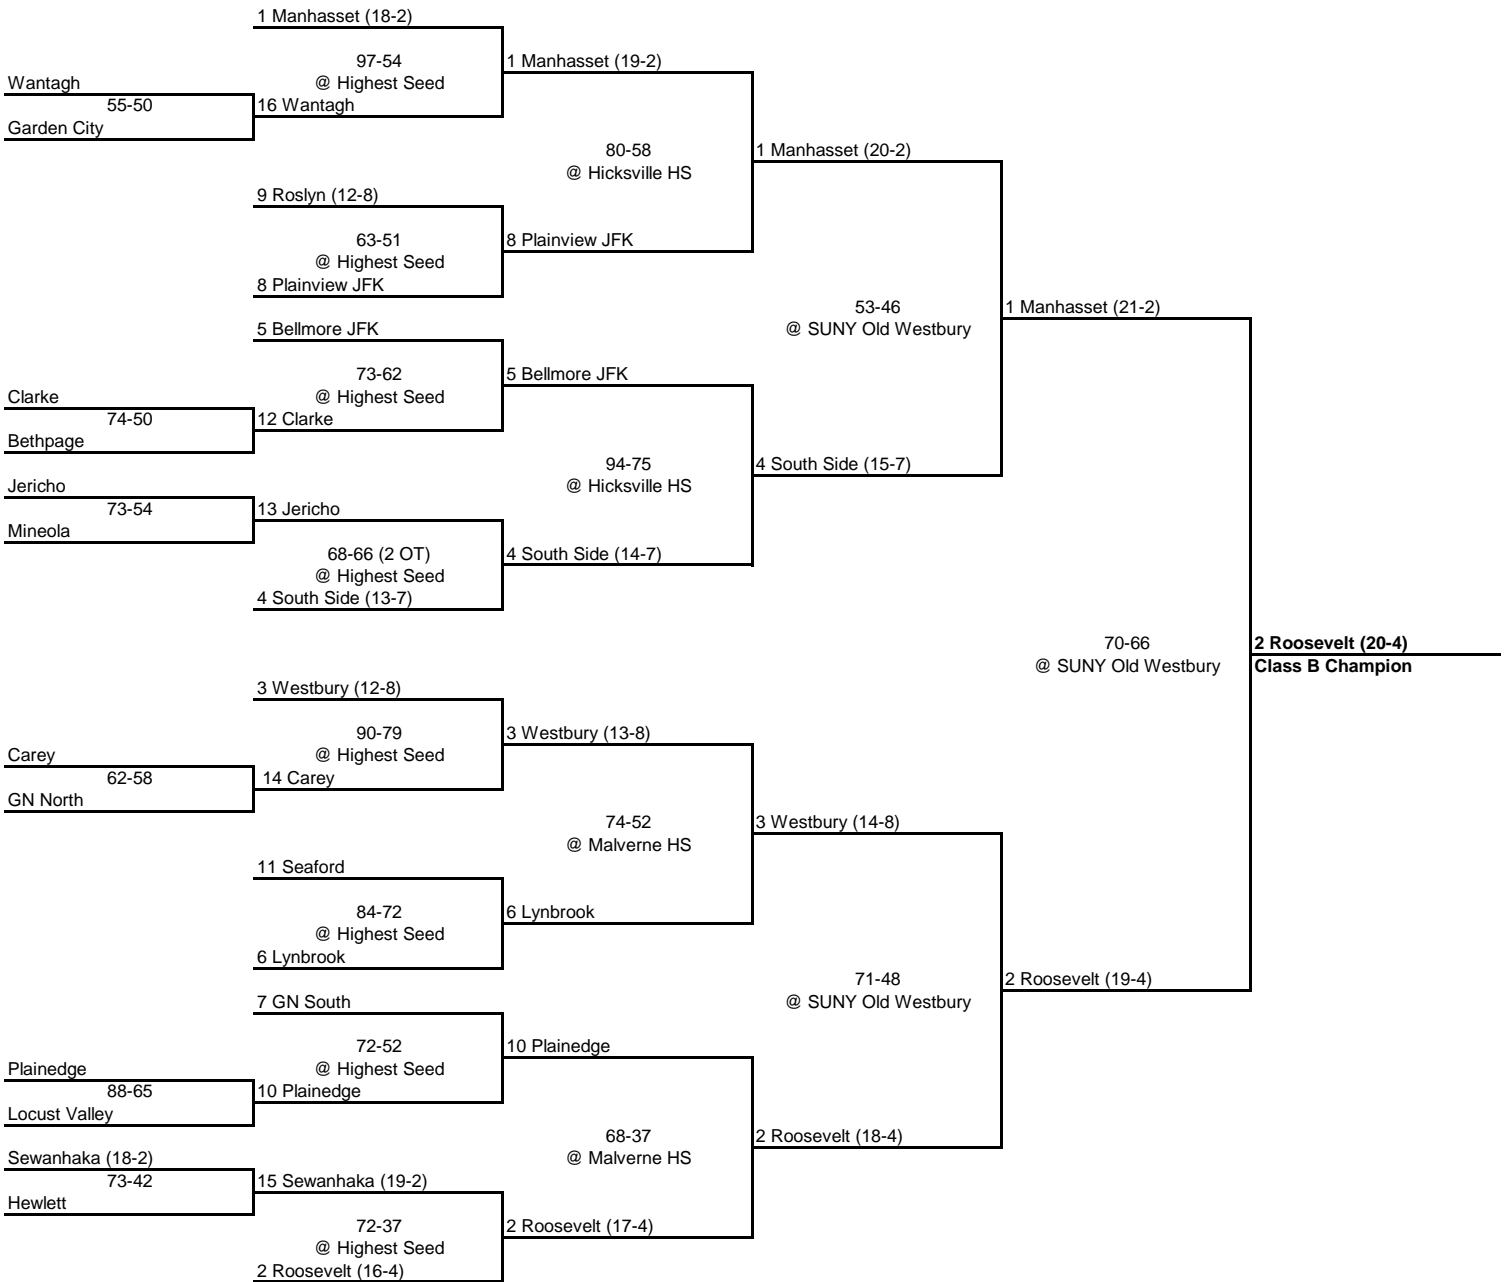 1 Manhasset (18-2)
97-54
@ Highest Seed
1 Manhasset (19-2)
Wantagh
55-50
16 Wantagh
Garden City
80-58
@ Hicksville HS
1 Manhasset (20-2)
9 Roslyn (12-8)
63-51
@ Highest Seed
8 Plainview JFK
8 Plainview JFK
53-46
@ SUNY Old Westbury
1 Manhasset (21-2)
5 Bellmore JFK
73-62
@ Highest Seed
5 Bellmore JFK
Clarke
74-50
12 Clarke
Bethpage
94-75
@ Hicksville HS
4 South Side (15-7)
Jericho
73-54
13 Jericho
Mineola
68-66 (2 OT)
@ Highest Seed
4 South Side (14-7)
4 South Side (13-7)
70-66
@ SUNY Old Westbury
2 Roosevelt (20-4)
Class B Champion
3 Westbury (12-8)
90-79
@ Highest Seed
3 Westbury (13-8)
Carey
62-58
14 Carey
GN North
74-52
@ Malverne HS
3 Westbury (14-8)
11 Seaford
84-72
@ Highest Seed
6 Lynbrook
6 Lynbrook
71-48
@ SUNY Old Westbury
2 Roosevelt (19-4)
7 GN South
72-52
@ Highest Seed
10 Plainedge
Plainedge
88-65
10 Plainedge
Locust Valley
68-37
@ Malverne HS
2 Roosevelt (18-4)
Sewanhaka (18-2)
73-42
15 Sewanhaka (19-2)
Hewlett
72-37
@ Highest Seed
2 Roosevelt (17-4)
2 Roosevelt (16-4)